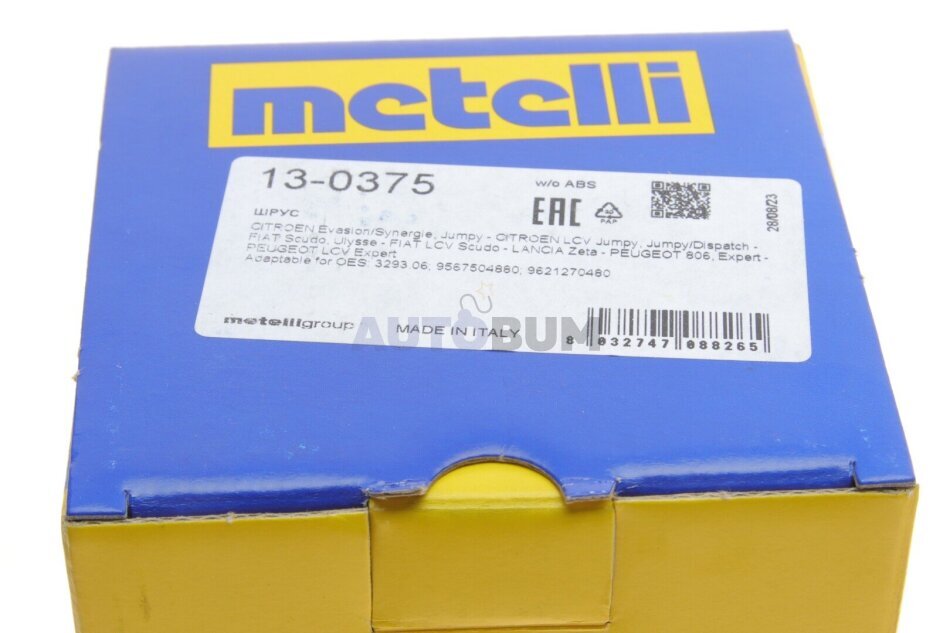 metelli
13-0375
w/o ABS
ШРУС
EAC
PAP
28/08/23
CITROEN Evasion/Synergie, Jumpy - CITROEN LCV Jumpy, Jumpy/Dispatch -
FIAT Scudo, Ulysse - FIAT LCV Scudo - LANCIA Zeta - PEUGEOT 806, Expert -
PEUGEOT LCV Expert
Adaptable for OES: 3293.06; 9567504880; 9621270480
metelligroup
MADE IN ITALY
8 032747 088265
AUTOBUM